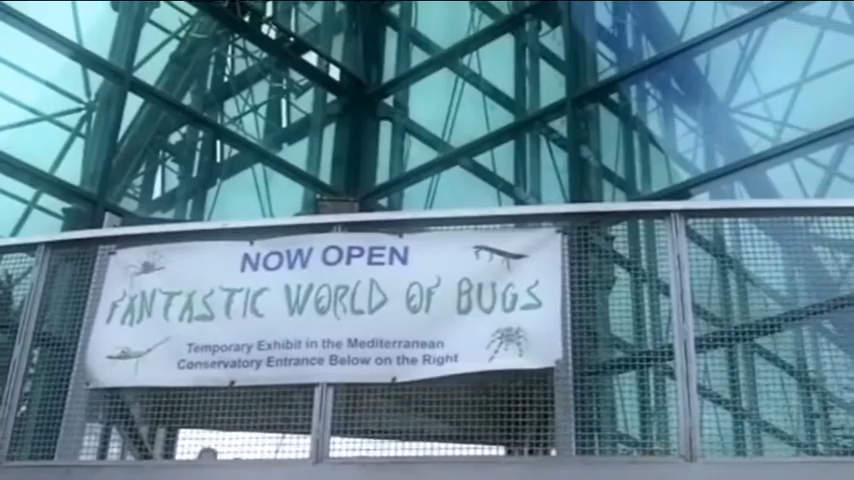 NOW OPEN
FANTASTIC WORLD OF BUGS
Temporary Exhibit in the Mediterranean
Conservatory Entrance Below on the Right